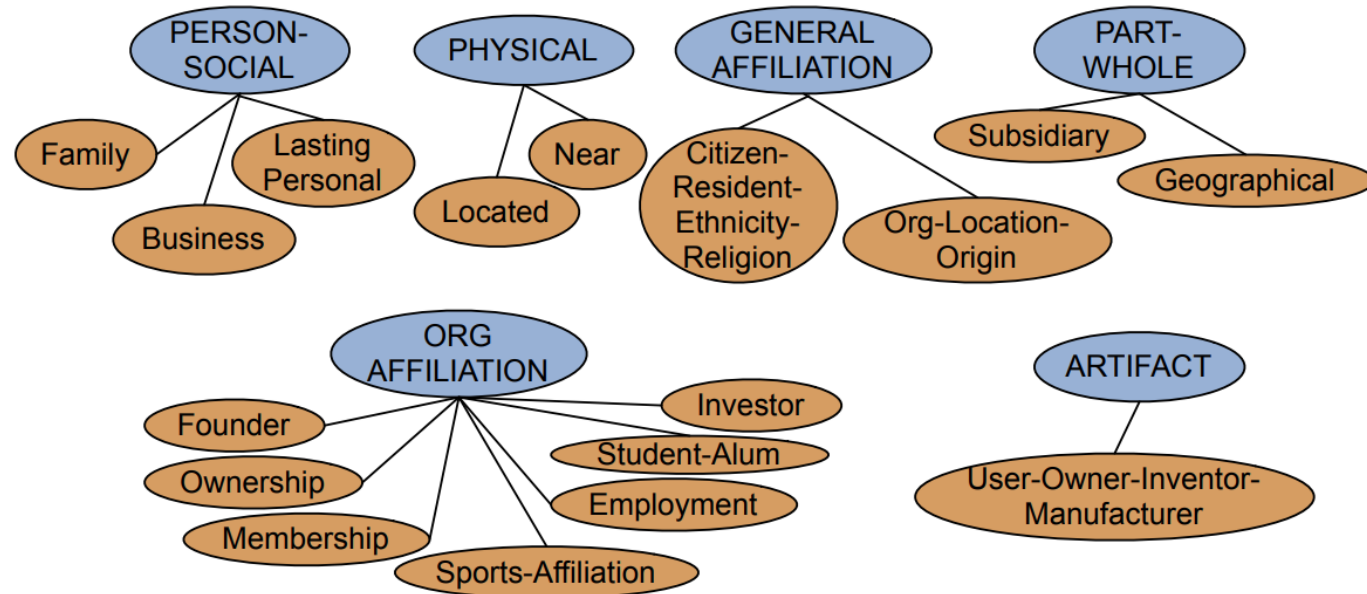 PERSON-
SOCIAL
PHYSICAL
GENERAL
AFFILIATION
PART-
WHOLE
Family
Lasting
Personal
Business
Near
Located
Citizen-
Resident-
Ethnicity-
Religion
Org-Location-
Origin
Subsidiary
Geographical
ORG
AFFILIATION
ARTIFACT
Founder
Ownership
Membership
Sports-Affiliation
Employment
Student-Alum
Investor
User-Owner-Inventor-
Manufacturer